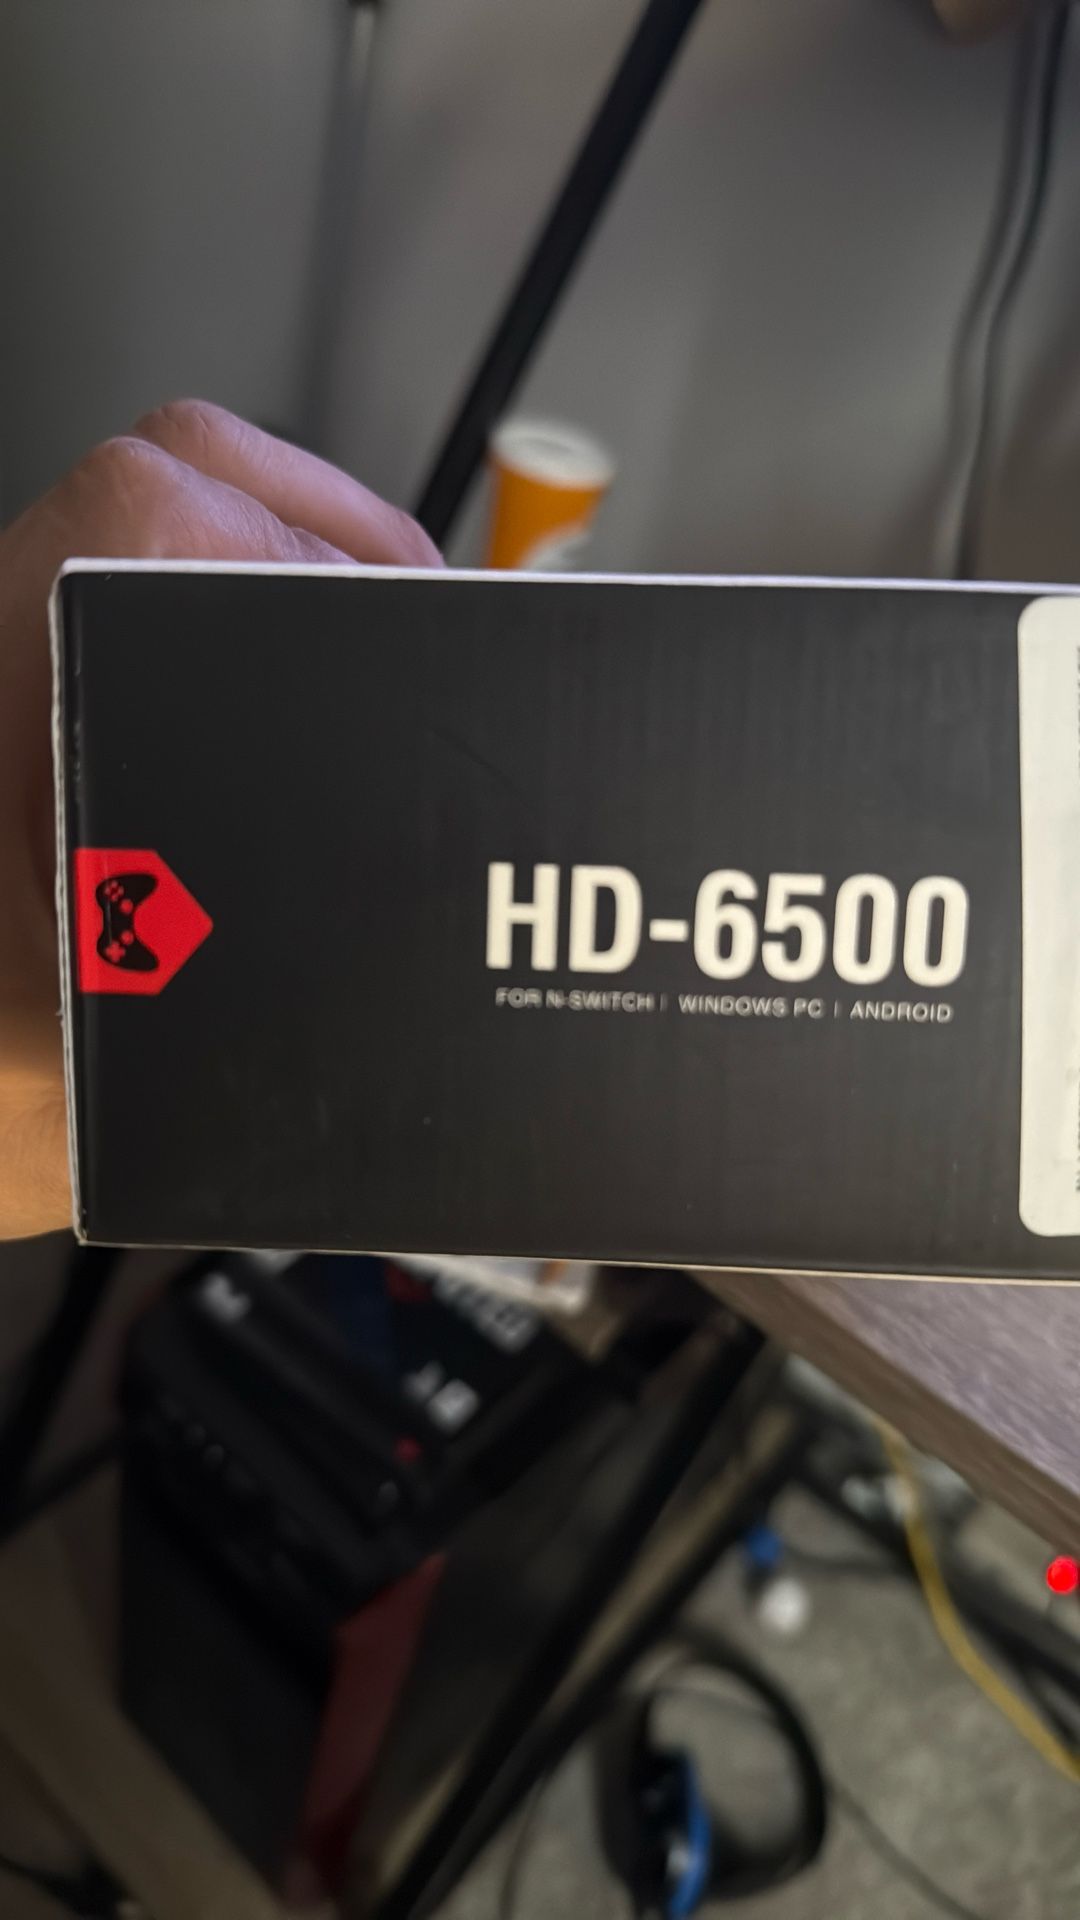 HD-6500
FOR N-SWITCH | WINDOWS PC | ANDROID